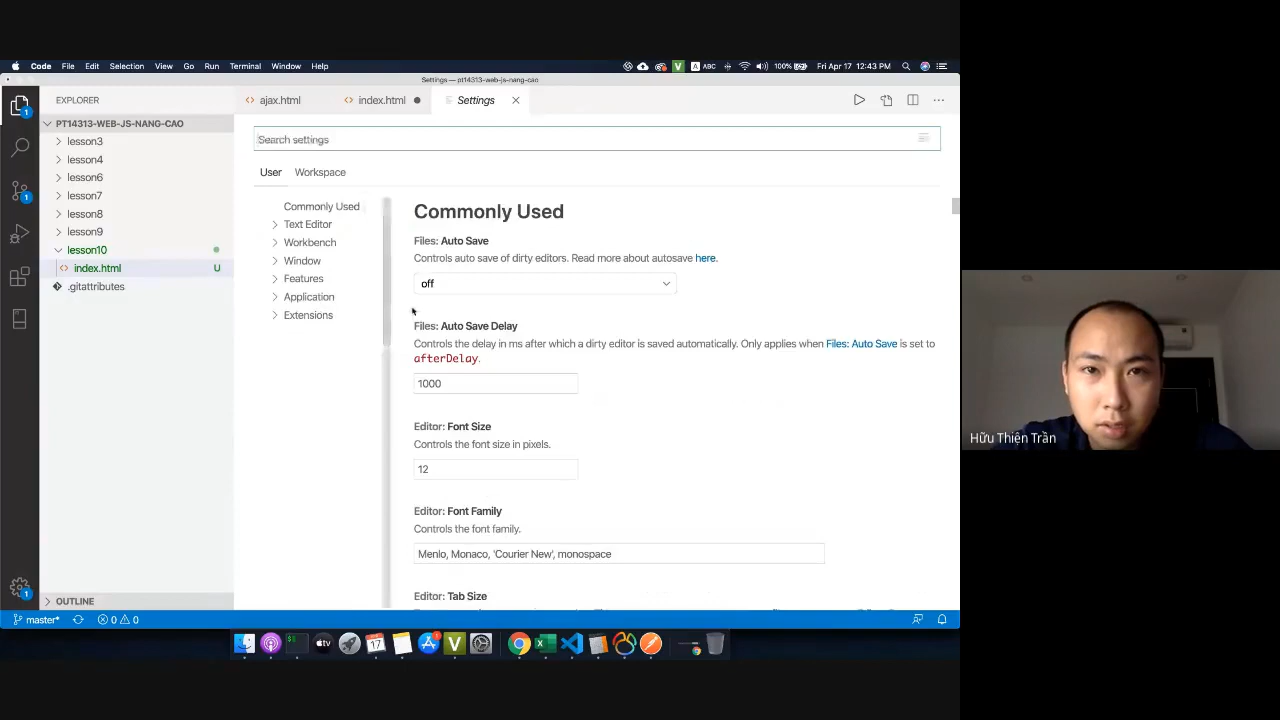 Code File Edit Selection View Go Run Terminal Window Help
V A ABC 100% Fri Apr 17 12:43 PM
Settings — pt14313-web-js-nang-cao
EXPLORER
PT14313-WEB-JS-NANG-CAO
lesson3
lesson4
lesson6
lesson7
lesson8
lesson9
lesson10
index.html U
.gitattributes
OUTLINE
1
1
1
ajax.html index.html Settings
Search settings
User Workspace
Commonly Used
Text Editor
Workbench
Window
Features
Application
Extensions
Commonly Used
Files: Auto Save
Controls auto save of dirty editors. Read more about autosave here.
off
Files: Auto Save Delay
Controls the delay in ms after which a dirty editor is saved automatically. Only applies when Files: Auto Save is set to
afterDelay.
1000
Editor: Font Size
Controls the font size in pixels.
12
Editor: Font Family
Controls the font family.
Menlo, Monaco, 'Courier New', monospace
Editor: Tab Size
master* 0 0
tv 17 1 V
Hữu Thiện Trần